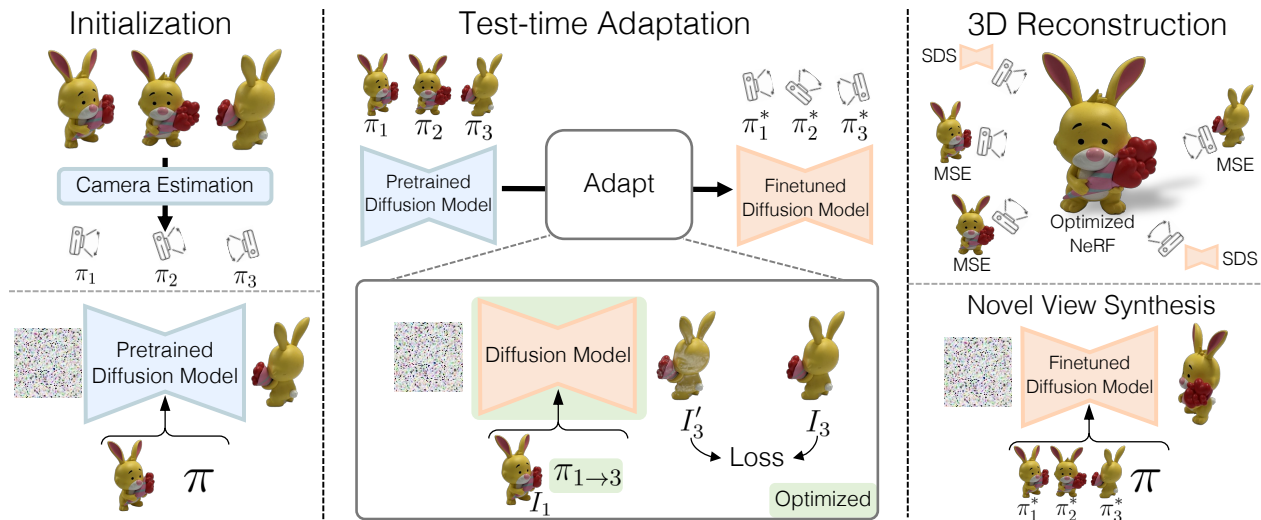 Initialization
Camera Estimation
π₁ π₂ π₃
Pretrained
Diffusion Model
π
Test-time Adaptation
π₁ π₂ π₃
Pretrained
Diffusion Model
Adapt
π₁* π₂* π₃*
Finetuned
Diffusion Model
Diffusion Model
I₁ π₁→₃
I₃′ I₃
Loss
Optimized
3D Reconstruction
SDS
MSE
MSE
MSE
Optimized
NeRF
SDS
Novel View Synthesis
Finetuned
Diffusion Model
π₁* π₂* π₃* π